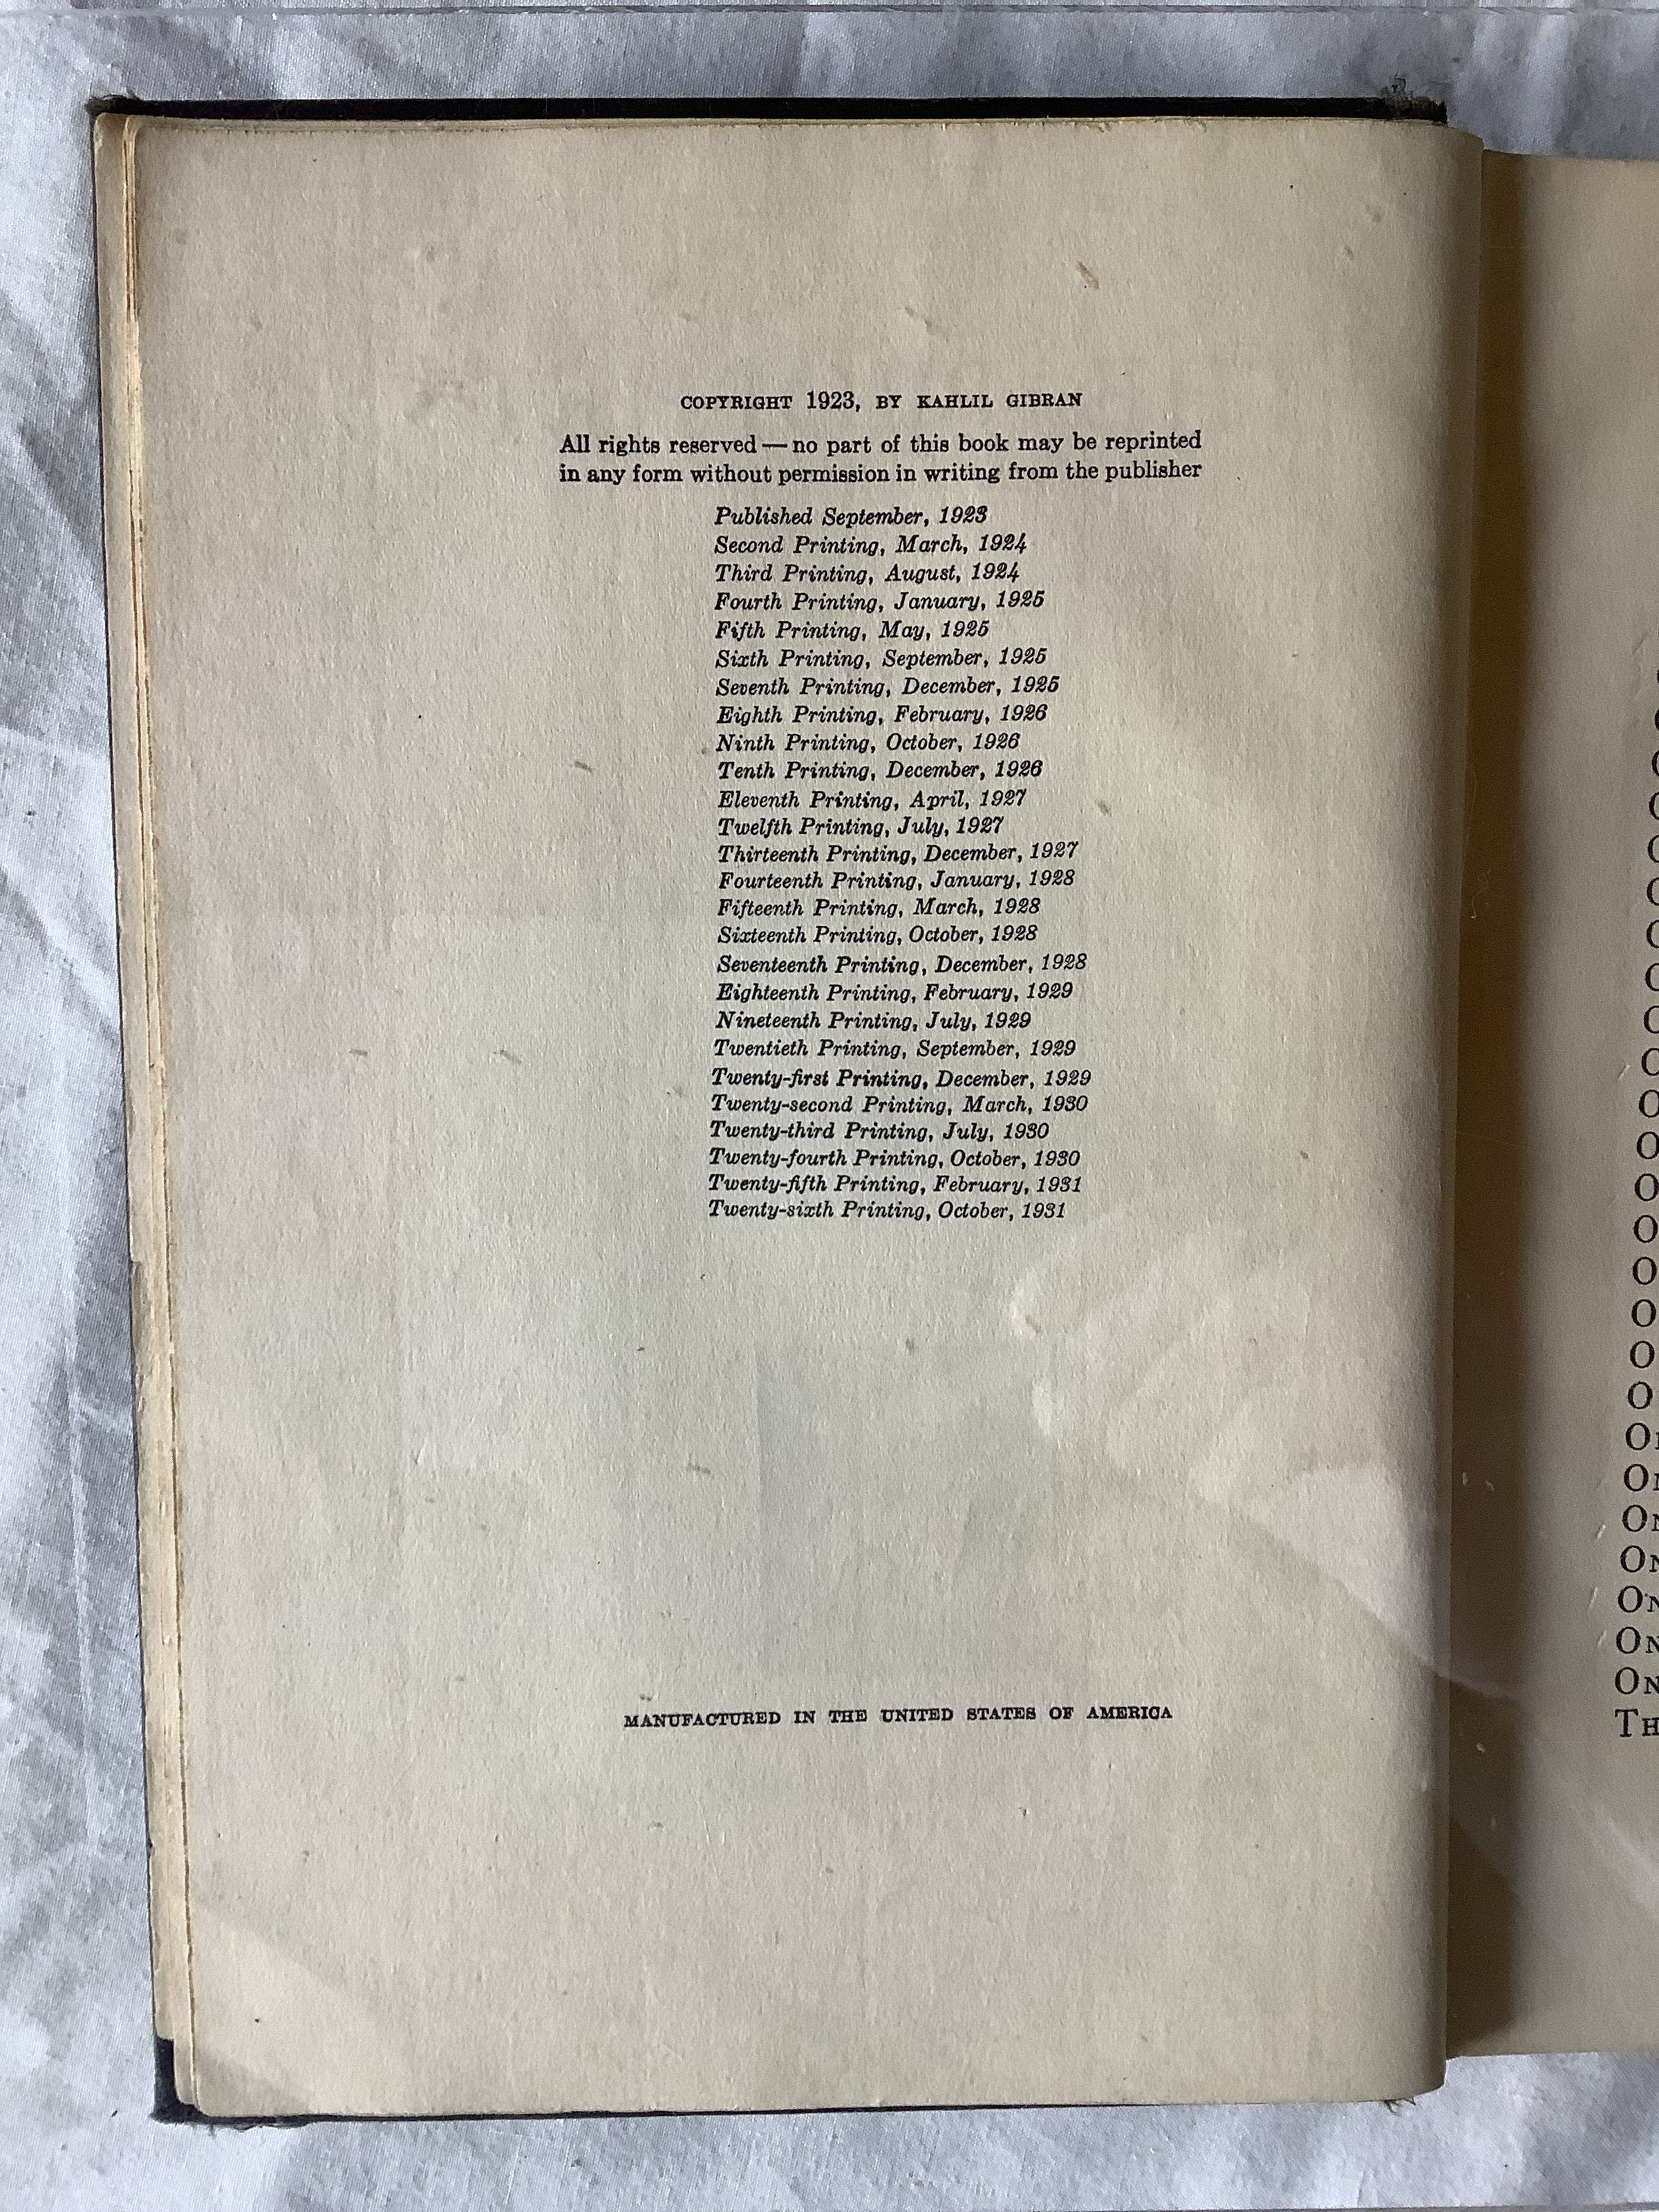 COPYRIGHT 1923, BY KAHLIL GIBRAN
All rights reserved — no part of this book may be reprinted
in any form without permission in writing from the publisher
Published September, 1923
Second Printing, March, 1924
Third Printing, August, 1924
Fourth Printing, January, 1925
Fifth Printing, May, 1925
Sixth Printing, September, 1925
Seventh Printing, December, 1925
Eighth Printing, February, 1926
Ninth Printing, October, 1926
Tenth Printing, December, 1926
Eleventh Printing, April, 1927
Twelfth Printing, July, 1927
Thirteenth Printing, December, 1927
Fourteenth Printing, January, 1928
Fifteenth Printing, March, 1928
Sixteenth Printing, October, 1928
Seventeenth Printing, December, 1928
Eighteenth Printing, February, 1929
Nineteenth Printing, July, 1929
Twentieth Printing, September, 1929
Twenty-first Printing, December, 1929
Twenty-second Printing, March, 1930
Twenty-third Printing, July, 1930
Twenty-fourth Printing, October, 1930
Twenty-fifth Printing, February, 1931
Twenty-sixth Printing, October, 1931
MANUFACTURED IN THE UNITED STATES OF AMERICA